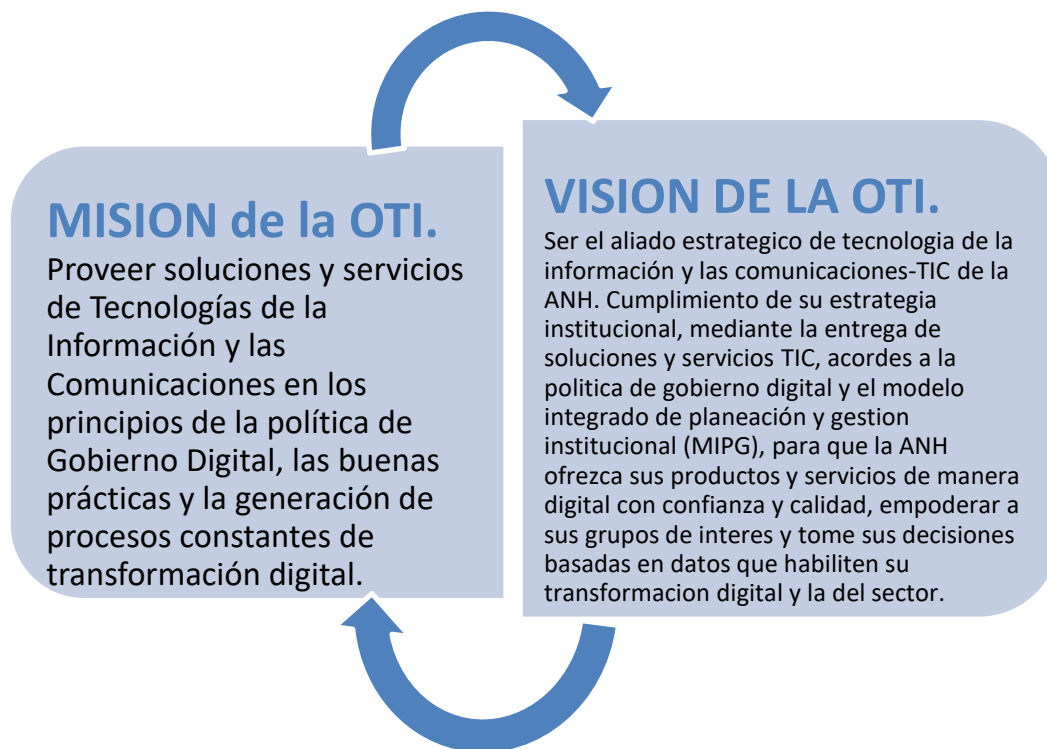 MISION de la OTI.
Proveer soluciones y servicios
de Tecnologías de la
Información y las
Comunicaciones en los
principios de la política de
Gobierno Digital, las buenas
prácticas y la generación de
procesos constantes de
transformación digital.
VISION DE LA OTI.
Ser el aliado estrategico de tecnologia de la
información y las comunicaciones-TIC de la
ANH. Cumplimiento de su estrategia
institucional, mediante la entrega de
soluciones y servicios TIC, acordes a la
politica de gobierno digital y el modelo
integrado de planeación y gestion
institucional (MIPG), para que la ANH
ofrezca sus productos y servicios de manera
digital con confianza y calidad, empoderar a
sus grupos de interes y tome sus decisiones
basadas en datos que habiliten su
transformacion digital y la del sector.